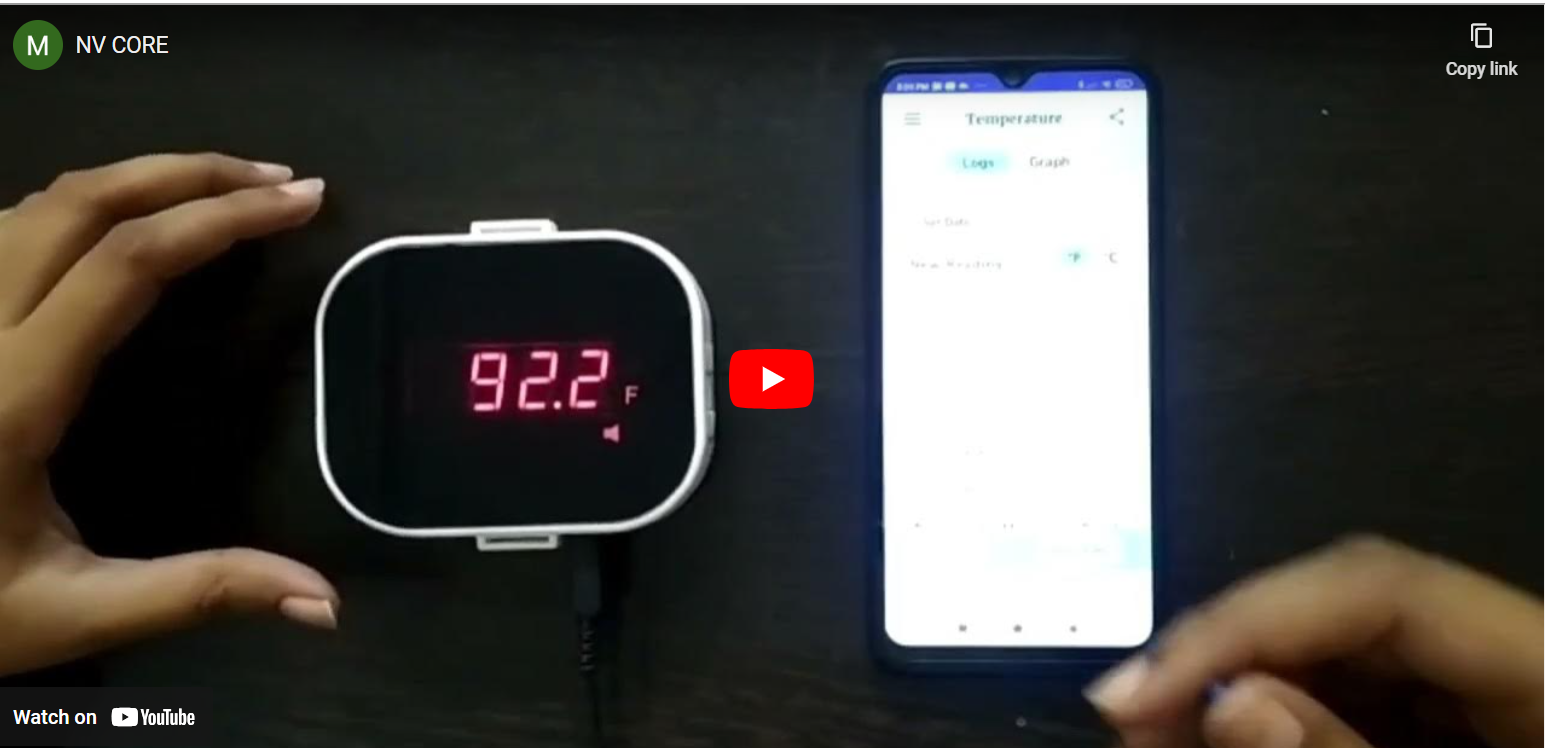 M NV CORE
Copy link
Temperature
Logs Graph
Set Date
New Reading °F °C
92.2 F
Watch on YouTube